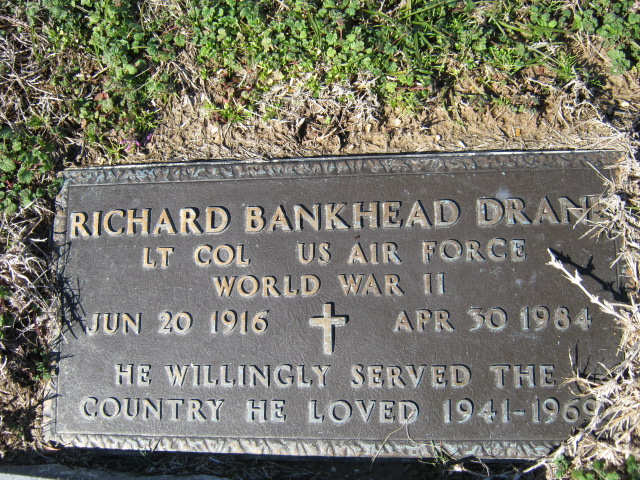 RICHARD BANKHEAD DRANE
LT COL US AIR FORCE
WORLD WAR II
JUN 20 1916 APR 30 1984
HE WILLINGLY SERVED THE
COUNTRY HE LOVED 1941-1969